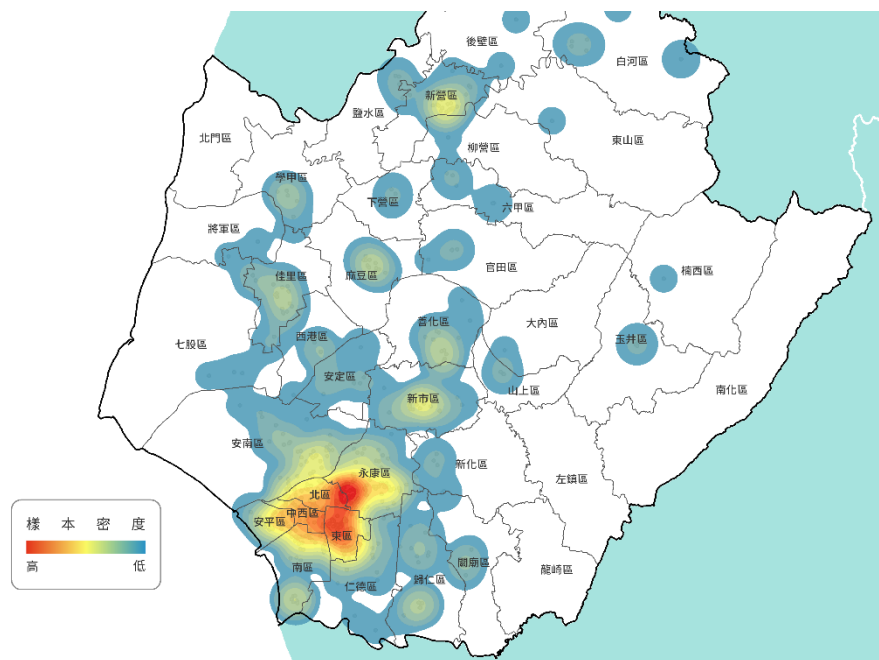 後壁區
白河區
新營區
鹽水區
北門區
東山區
柳營區
學甲區
下營區
六甲區
將軍區
官田區
楠西區
佳里區
麻豆區
大內區
善化區
七股區
西港區
玉井區
安定區
山上區
南化區
新市區
安南區
新化區
永康區
左鎮區
北區
中西區
安平區
東區
關廟區
龍崎區
南區
歸仁區
仁德區
樣本密度
高 低